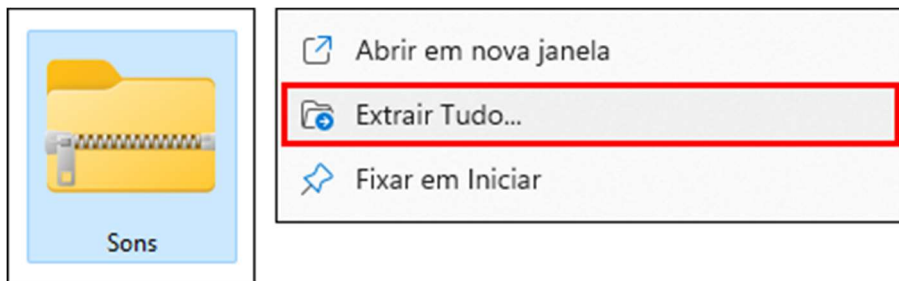 Sons
Abrir em nova janela
Extrair Tudo...
Fixar em Iniciar